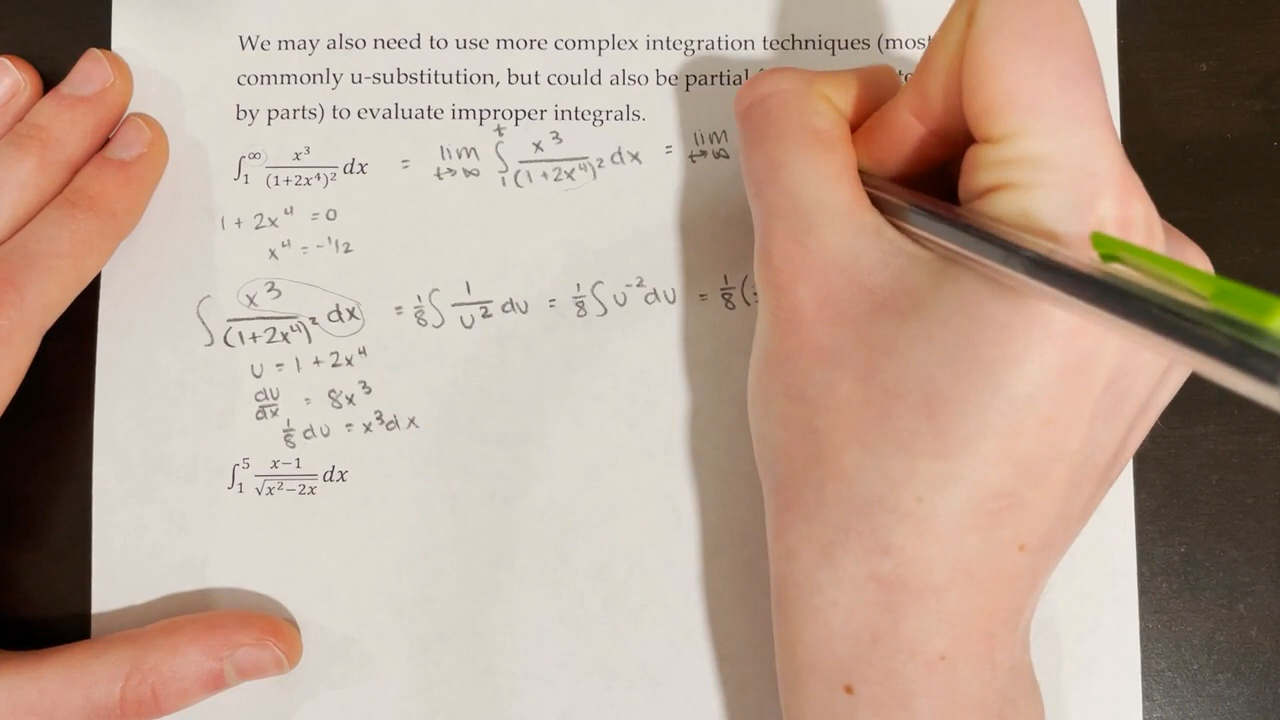 We may also need to use more complex integration techniques (most
commonly u-substitution, but could also be partial
by parts) to evaluate improper integrals.
∫₁^∞ x³/(1+2x⁴)² dx = lim t→∞ ∫₁^t x³/(1+2x⁴)² dx = lim t→∞
1 + 2x⁴ = 0
x⁴ = -1/2
∫ x³/(1+2x⁴)² dx = 1/8 ∫ 1/u² du = 1/8 ∫ u⁻² du = 1/8 (
u = 1 + 2x⁴
du/dx = 8x³
1/8 du = x³dx
∫₁⁵ x−1/√x²−2x dx